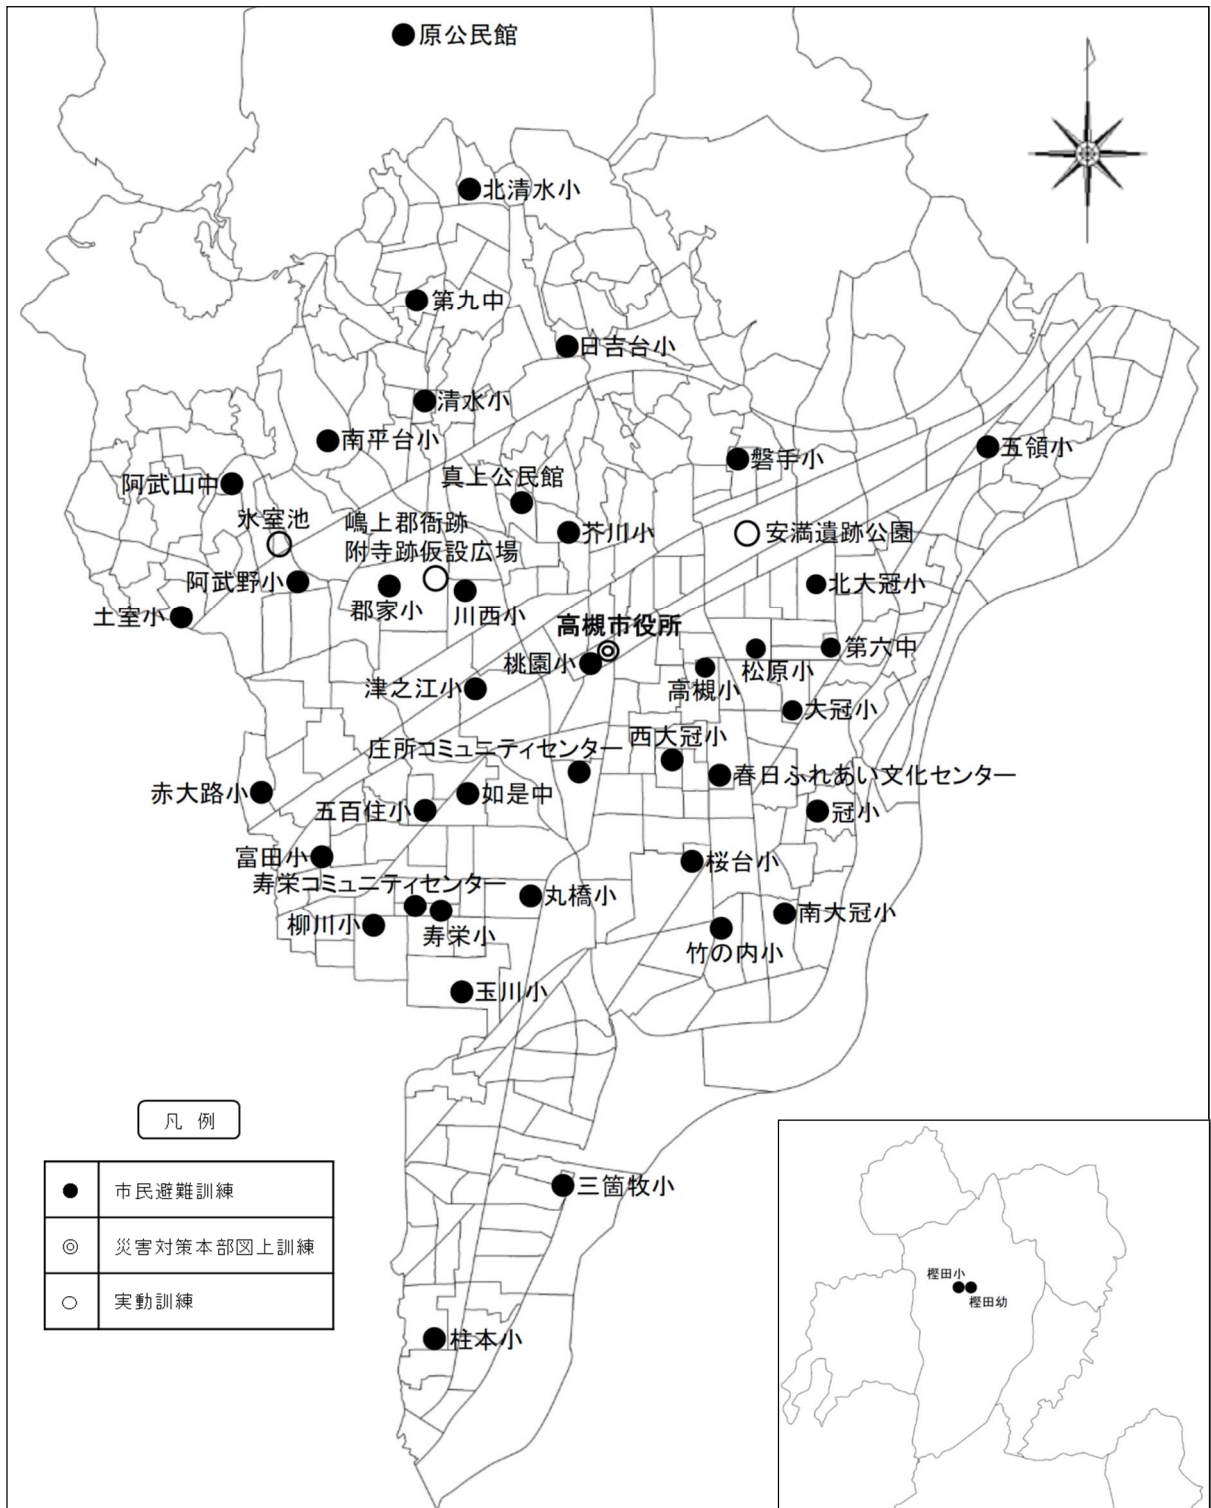 原公民館
北清水小
第九中
日吉台小
清水小
南平台小
磐手小
五領小
真上公民館
阿武山中
氷室池
嶋上郡衙跡
附寺跡仮設広場
芥川小
安満遺跡公園
阿武野小
郡家小
川西小
北大冠小
土室小
高槻市役所
桃園小
松原小
第六中
津之江小
高槻小
大冠小
西大冠小
庄所コミュニティセンター
春日ふれあい文化センター
赤大路小
如是中
五百住小
冠小
富田小
桜台小
寿栄コミュニティセンター
丸橋小
南大冠小
柳川小
寿栄小
竹の内小
玉川小
三箇牧小
柱本小
凡 例
市民避難訓練
災害対策本部図上訓練
実動訓練
樫田小
樫田幼